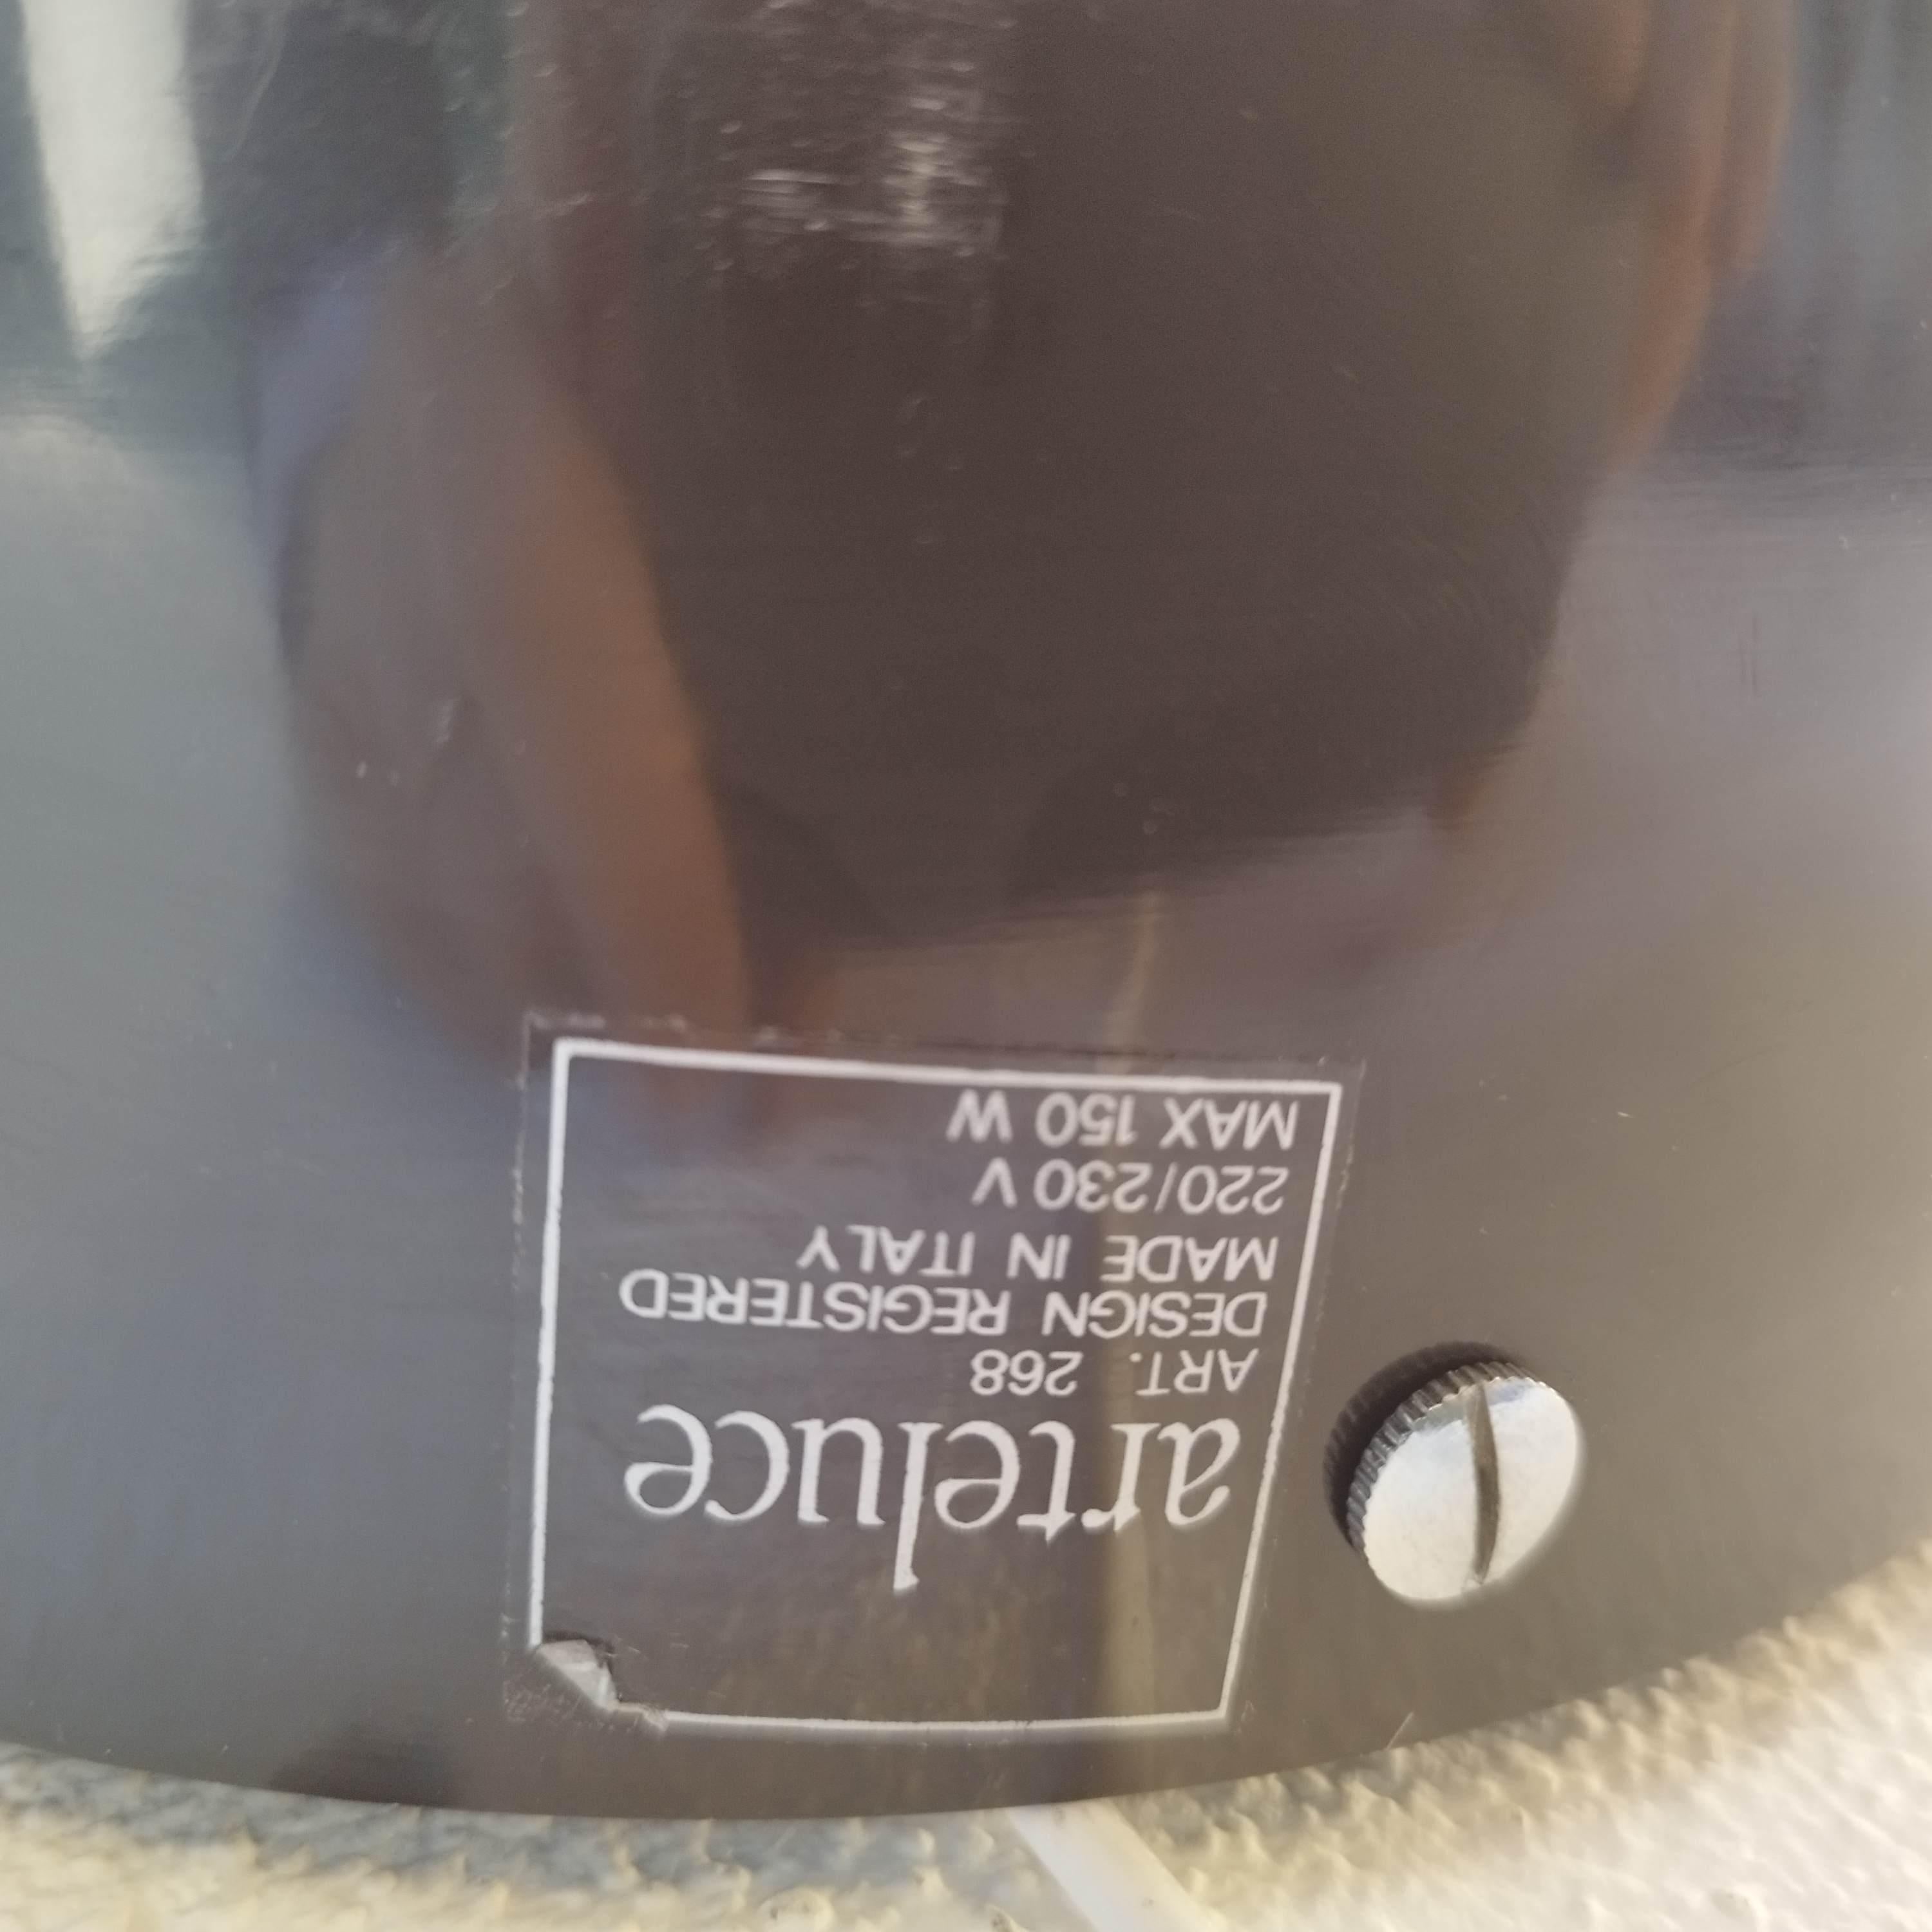 arteluce
ART. 268
DESIGN REGISTERED
MADE IN ITALY
220/230 V
MAX 150 W